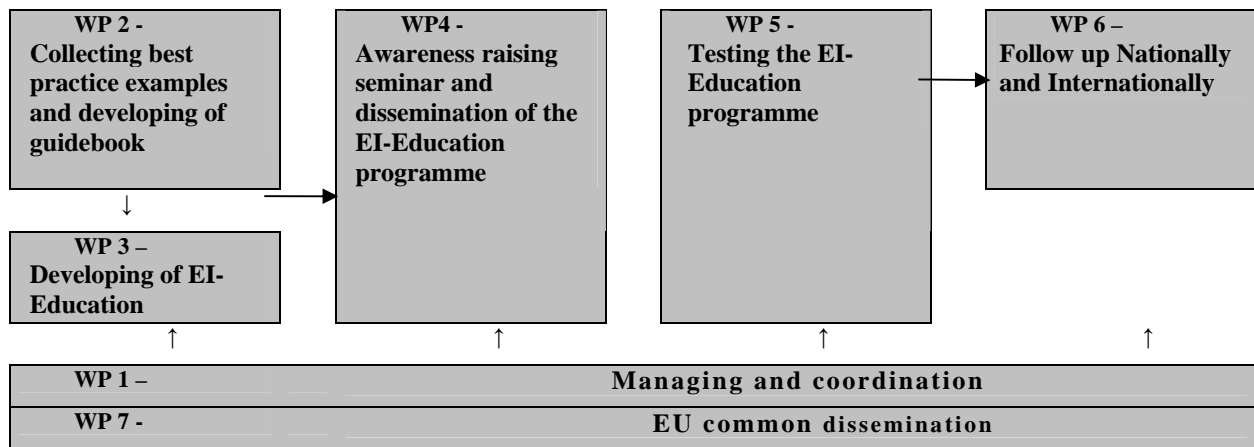 WP 2 -
Collecting best
practice examples
and developing of
guidebook
↓
WP 3 –
Developing of EI-
Education
WP4 -
Awareness raising
seminar and
dissemination of the
EI-Education
programme
WP 5 -
Testing the EI-
Education
programme
WP 6 –
Follow up Nationally
and Internationally
↑ ↑ ↑ ↑
WP 1 – Managing and coordination
WP 7 - EU common dissemination